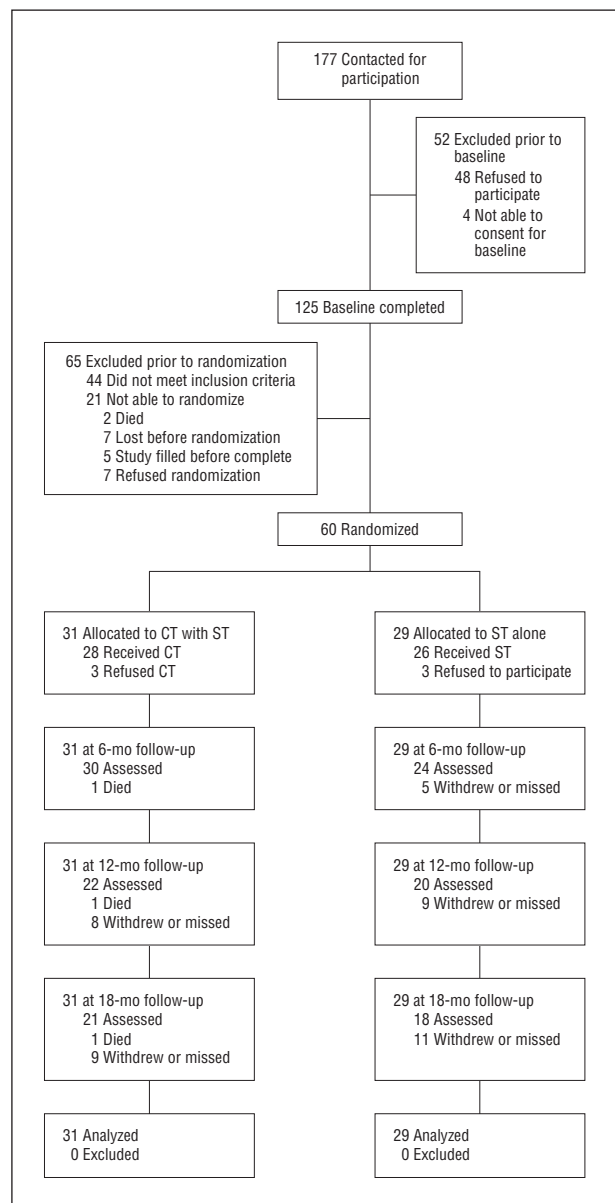 177 Contacted for
participation
52 Excluded prior to
baseline
48 Refused to
participate
4 Not able to
consent for
baseline
125 Baseline completed
65 Excluded prior to randomization
44 Did not meet inclusion criteria
21 Not able to randomize
2 Died
7 Lost before randomization
5 Study filled before complete
7 Refused randomization
60 Randomized
31 Allocated to CT with ST
28 Received CT
3 Refused CT
29 Allocated to ST alone
26 Received ST
3 Refused to participate
31 at 6-mo follow-up
30 Assessed
1 Died
29 at 6-mo follow-up
24 Assessed
5 Withdrew or missed
31 at 12-mo follow-up
22 Assessed
1 Died
8 Withdrew or missed
29 at 12-mo follow-up
20 Assessed
9 Withdrew or missed
31 at 18-mo follow-up
21 Assessed
1 Died
9 Withdrew or missed
29 at 18-mo follow-up
18 Assessed
11 Withdrew or missed
31 Analyzed
0 Excluded
29 Analyzed
0 Excluded